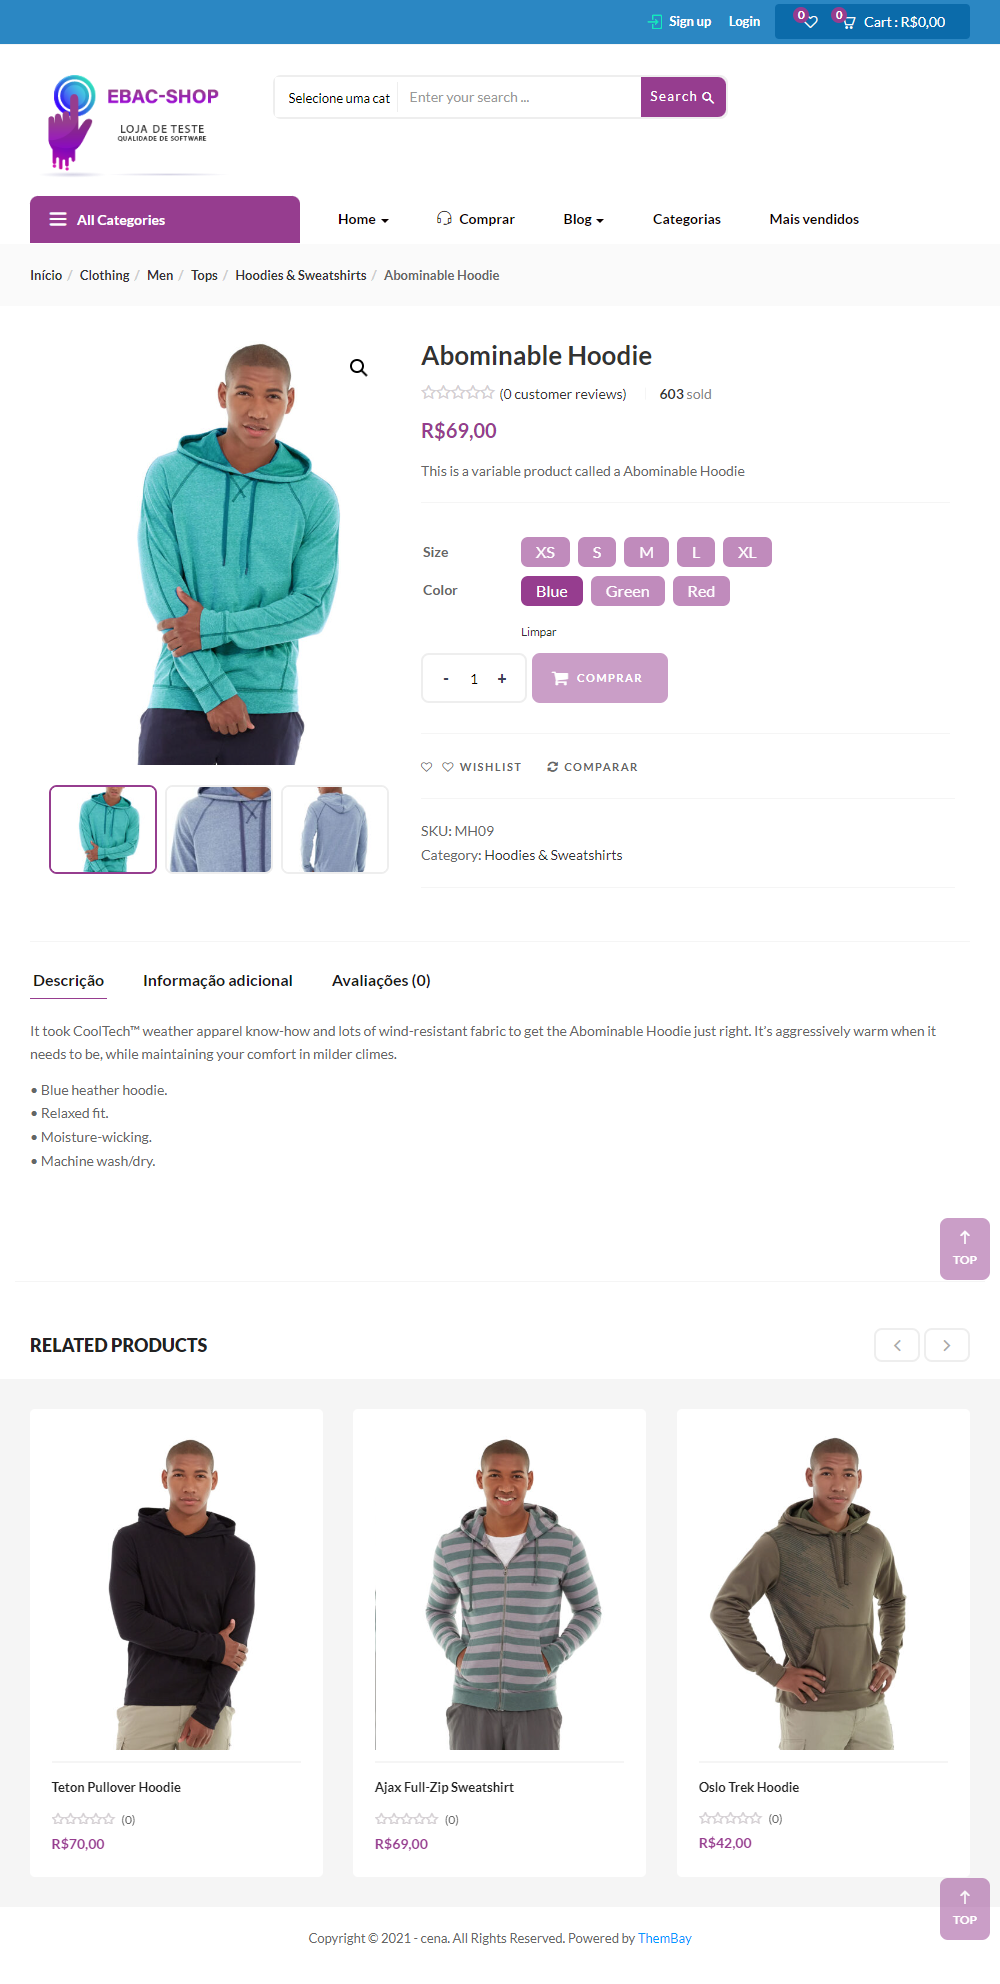 Sign up Login 0 0 Cart : R$0,00
EBAC-SHOP
LOJA DE TESTE
QUALIDADE DE SOFTWARE
Selecione uma cat Enter your search ... Search
All Categories Home Comprar Blog Categorias Mais vendidos
Início / Clothing / Men / Tops / Hoodies & Sweatshirts / Abominable Hoodie
Abominable Hoodie
(0 customer reviews) 603 sold
R$69,00
This is a variable product called a Abominable Hoodie
Size XS S M L XL
Color Blue Green Red
Limpar
- 1 + COMPRAR
WISHLIST COMPARAR
SKU: MH09
Category: Hoodies & Sweatshirts
Descrição Informação adicional Avaliações (0)
It took CoolTech™ weather apparel know-how and lots of wind-resistant fabric to get the Abominable Hoodie just right. It’s aggressively warm when it
needs to be, while maintaining your comfort in milder climes.
• Blue heather hoodie.
• Relaxed fit.
• Moisture-wicking.
• Machine wash/dry.
TOP
RELATED PRODUCTS
Teton Pullover Hoodie
(0)
R$70,00
Ajax Full-Zip Sweatshirt
(0)
R$69,00
Oslo Trek Hoodie
(0)
R$42,00
TOP
Copyright © 2021 - cena. All Rights Reserved. Powered by ThemBay